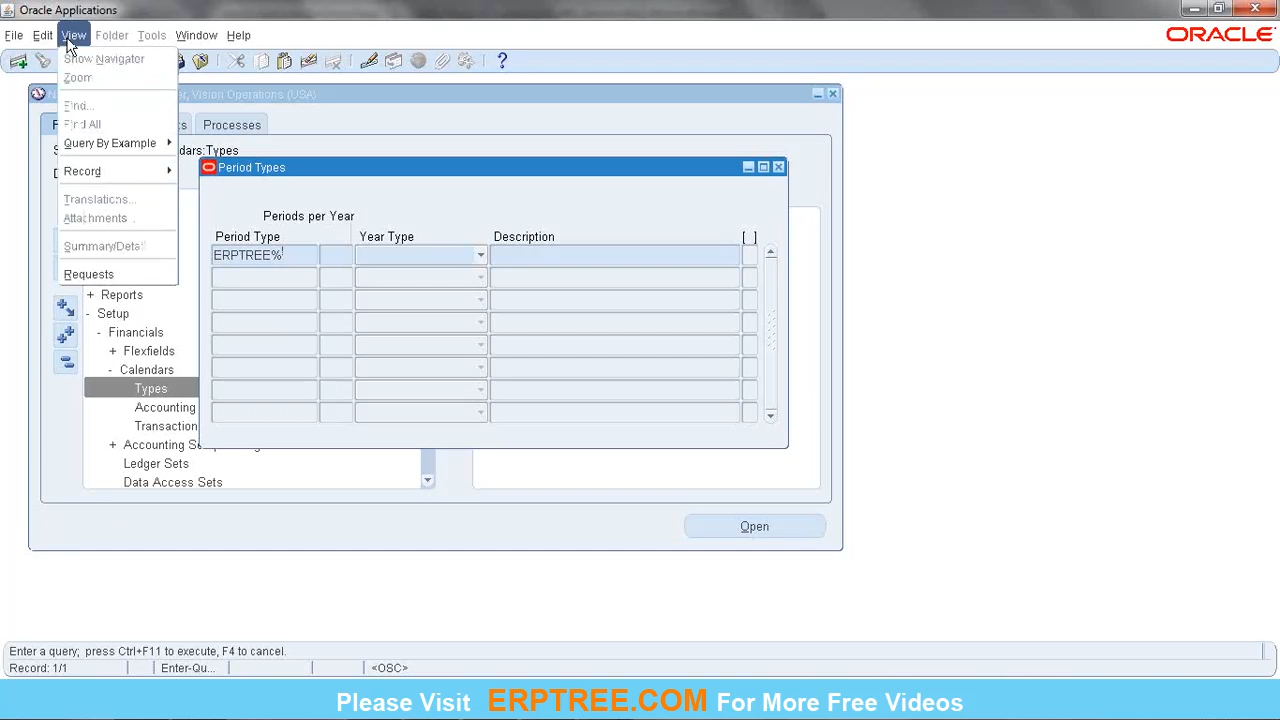 Oracle Applications
File Edit View Folder Tools Window Help
ORACLE
Show Navigator
Zoom
Find...
Find All
Query By Example
Record
Translations...
Attachments
Summary/Detail
Requests
Vision Operations (USA)
Processes
Types
Period Types
Periods per Year
Period Type Year Type Description [ ]
ERPTREE%
+ Reports
- Setup
- Financials
+ Flexfields
- Calendars
Types
Accounting
Transaction
+ Accounting
Ledger Sets
Data Access Sets
Open
Enter a query; press Ctrl+F11 to execute, F4 to cancel.
Record: 1/1 Enter-Qu... <OSC>
Please Visit ERPTREE.COM For More Free Videos